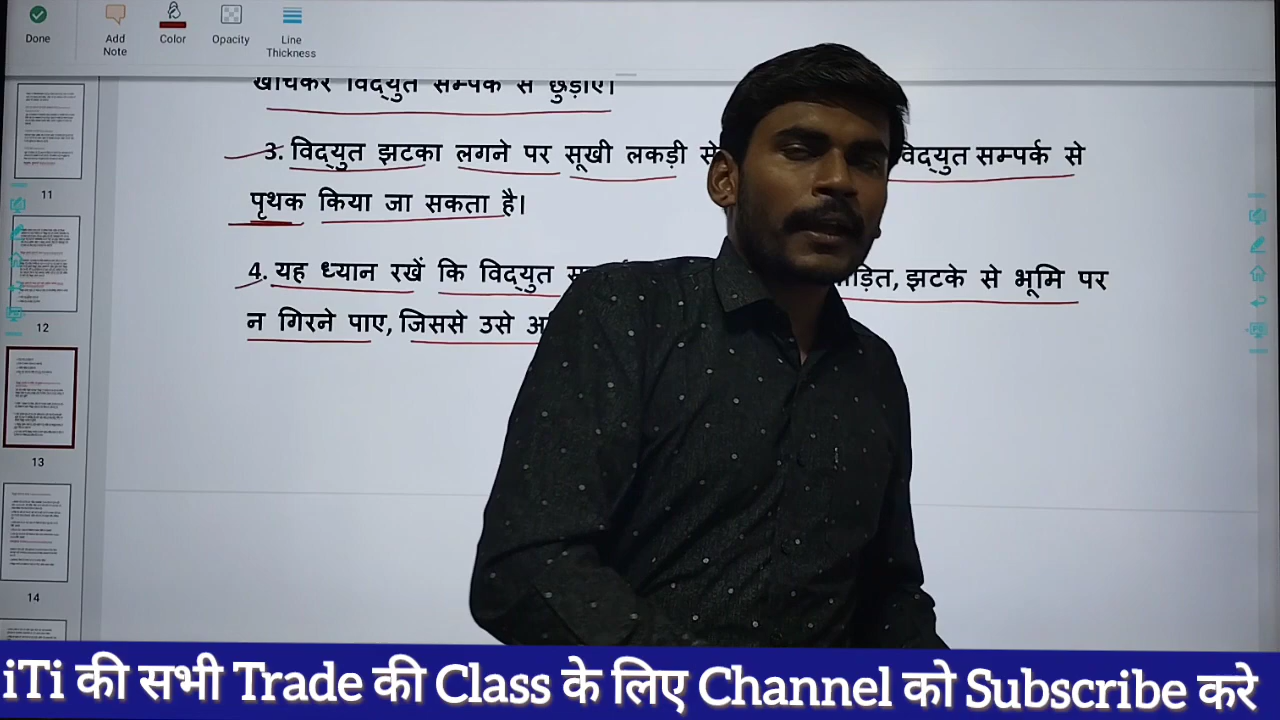 Done
Add Note
Color
Opacity
Line Thickness
खींचकर विद्युत सम्पर्क से छुड़ाएं।
3. विद्युत झटका लगने पर सूखी लकड़ी से विद्युत सम्पर्क से
पृथक किया जा सकता है।
4. यह ध्यान रखें कि विद्युत झटके से भूमि पर
न गिरने पाए, जिससे उसे
11
12
13
14
iTi की सभी Trade की Class के लिए Channel को Subscribe करे